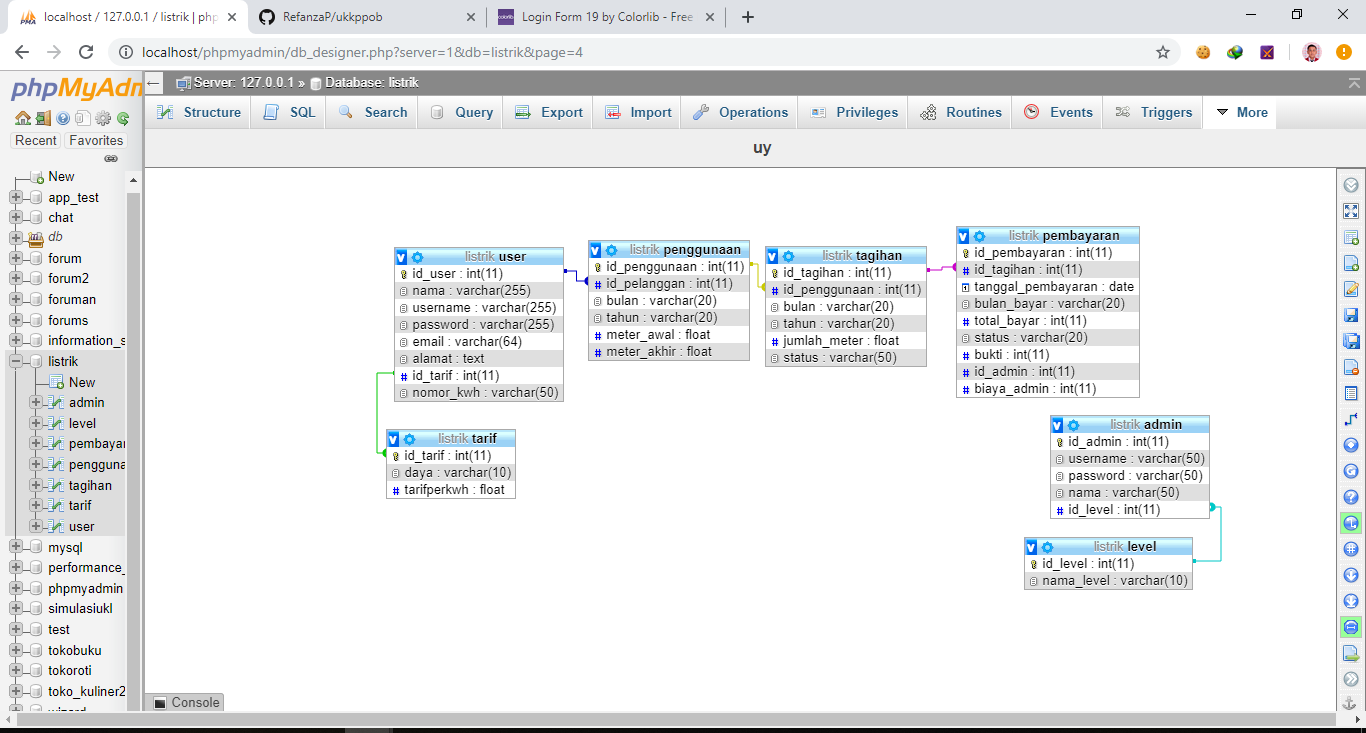 localhost / 127.0.0.1 / listrik | php
RefanzaP/ukkppob
Login Form 19 by Colorlib - Free
localhost/phpmyadmin/db_designer.php?server=1&db=listrik&page=4
phpMyAdm
Server: 127.0.0.1 » Database: listrik
Structure
SQL
Search
Query
Export
Import
Operations
Privileges
Routines
Events
Triggers
More
Recent
Favorites
uy
New
app_test
chat
db
forum
forum2
foruman
forums
information_s
listrik
New
admin
level
pembayar
pengguna
tagihan
tarif
user
mysql
performance_
phpmyadmin
simulasiukl
test
tokobuku
tokoroti
toko_kuliner2
wizard
listrik user
id_user : int(11)
nama : varchar(255)
username : varchar(255)
password : varchar(255)
email : varchar(64)
alamat : text
id_tarif : int(11)
nomor_kwh : varchar(50)
listrik tarif
id_tarif : int(11)
daya : varchar(10)
tarifperkwh : float
listrik penggunaan
id_penggunaan : int(11)
id_pelanggan : int(11)
bulan : varchar(20)
tahun : varchar(20)
meter_awal : float
meter_akhir : float
listrik tagihan
id_tagihan : int(11)
id_penggunaan : int(11)
bulan : varchar(20)
tahun : varchar(20)
jumlah_meter : float
status : varchar(50)
listrik pembayaran
id_pembayaran : int(11)
id_tagihan : int(11)
tanggal_pembayaran : date
bulan_bayar : varchar(20)
total_bayar : int(11)
status : varchar(20)
bukti : int(11)
id_admin : int(11)
biaya_admin : int(11)
listrik admin
id_admin : int(11)
username : varchar(50)
password : varchar(50)
nama : varchar(50)
id_level : int(11)
listrik level
id_level : int(11)
nama_level : varchar(10)
Console